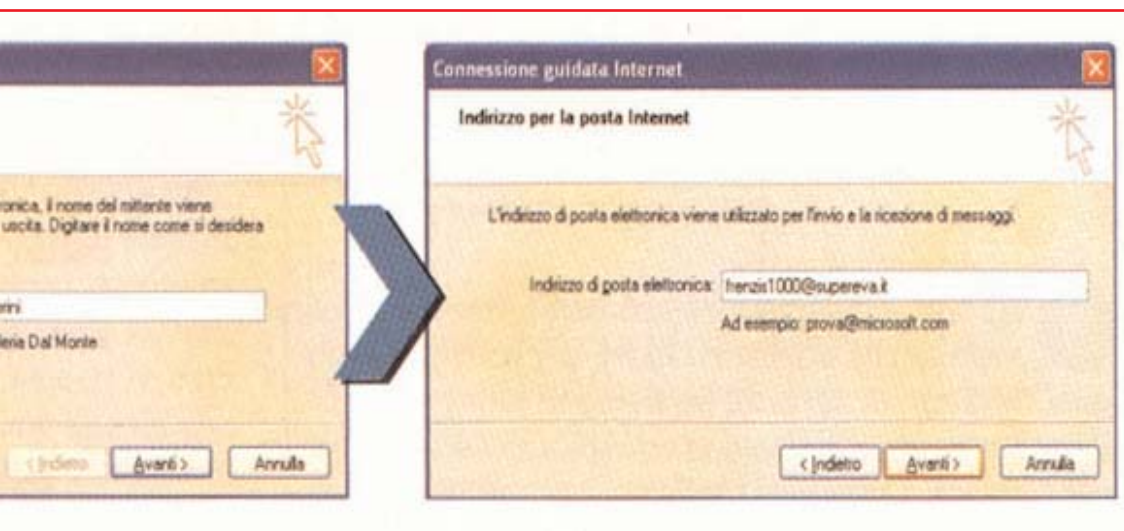 ronica, il nome del mittente viene
uscita. Digitare il nome come si desidera
rini
leria Dal Monte
< Indietro Avanti > Annulla
Connessione guidata Internet
Indirizzo per la posta Internet
L'indirizzo di posta elettronica viene utilizzato per l'invio e la ricezione di messaggi.
Indirizzo di posta elettronica: frenzis1000@supereva.it
Ad esempio: prova@microsoft.com
< Indietro Avanti > Annulla